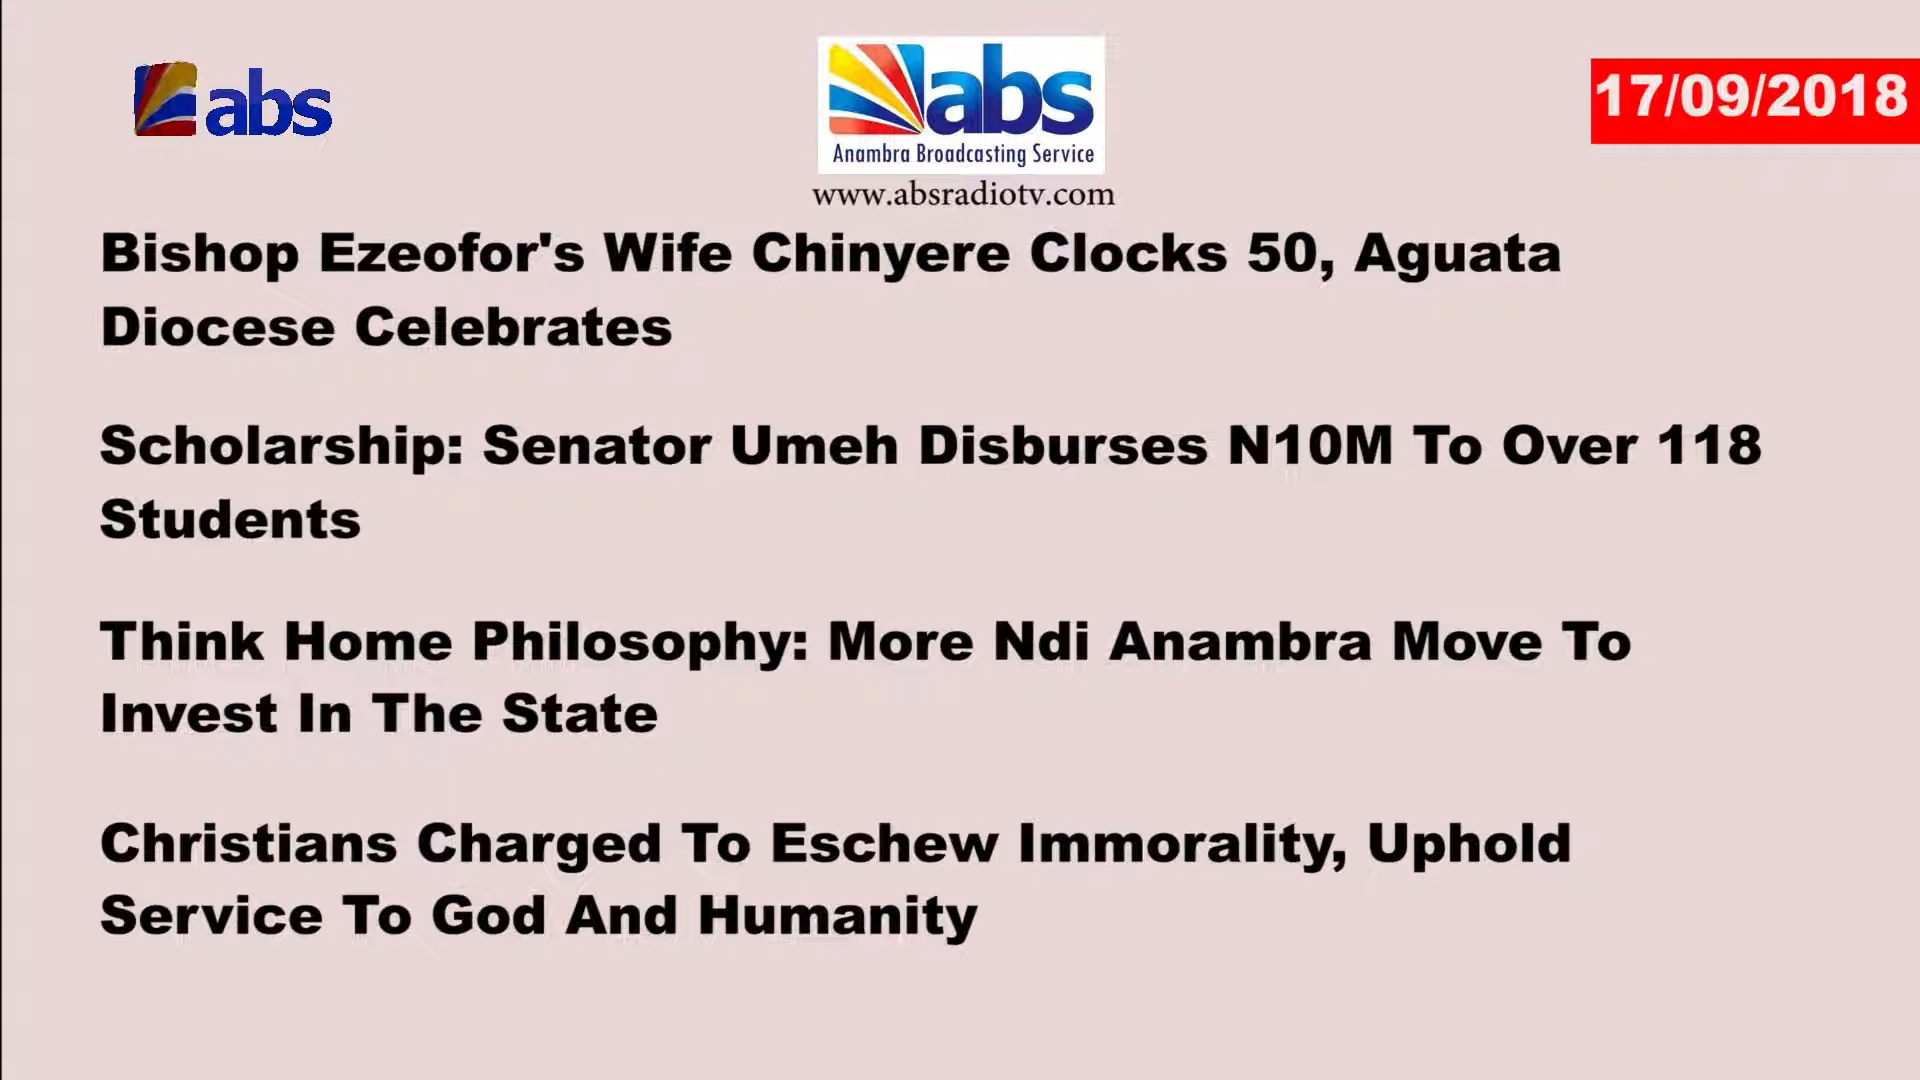 abs
abs
Anambra Broadcasting Service
www.absradiotv.com
17/09/2018
Bishop Ezeofor's Wife Chinyere Clocks 50, Aguata
Diocese Celebrates
Scholarship: Senator Umeh Disburses N10M To Over 118
Students
Think Home Philosophy: More Ndi Anambra Move To
Invest In The State
Christians Charged To Eschew Immorality, Uphold
Service To God And Humanity